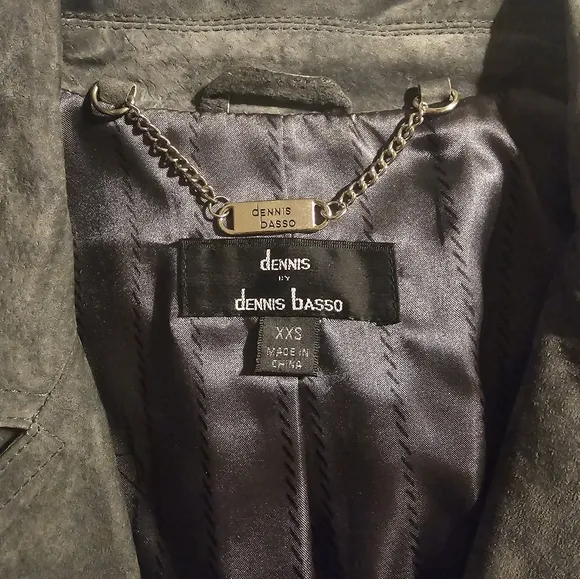 dENNIS
bASSO
dENNIS
BY
dENNIS bASSO
XXS
MADE IN
CHINA